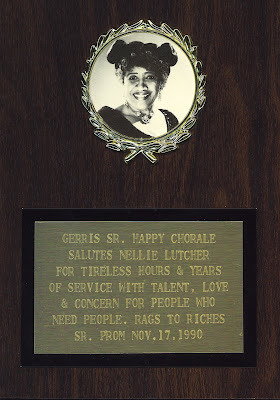 GERRIS SR. HAPPY CHORALE
SALUTES NELLIE LUTCHER
FOR TIRELESS HOURS & YEARS
OF SERVICE WITH TALENT, LOVE
& CONCERN FOR PEOPLE WHO
NEED PEOPLE. RAGS TO RICHES
SR. PROM NOV.17.1990